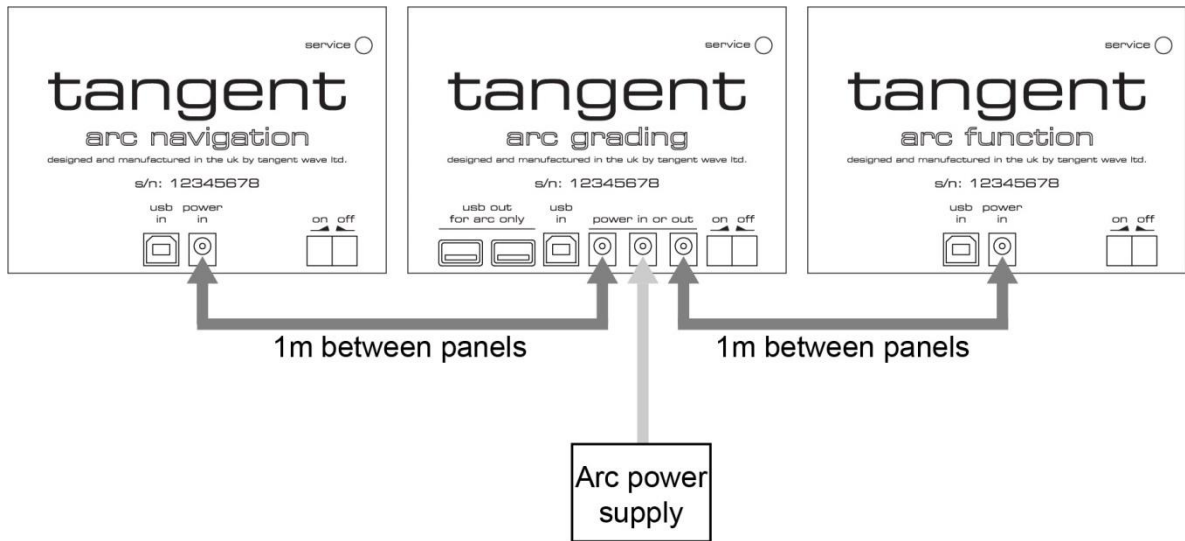 service
tangent
arc navigation
designed and manufactured in the uk by tangent wave ltd.
s/n: 12345678
usb in
power in
on off
service
tangent
arc grading
designed and manufactured in the uk by tangent wave ltd.
s/n: 12345678
usb out
for arc only
usb in
power in or out
on off
service
tangent
arc function
designed and manufactured in the uk by tangent wave ltd.
s/n: 12345678
usb in
power in
on off
1m between panels
1m between panels
Arc power
supply